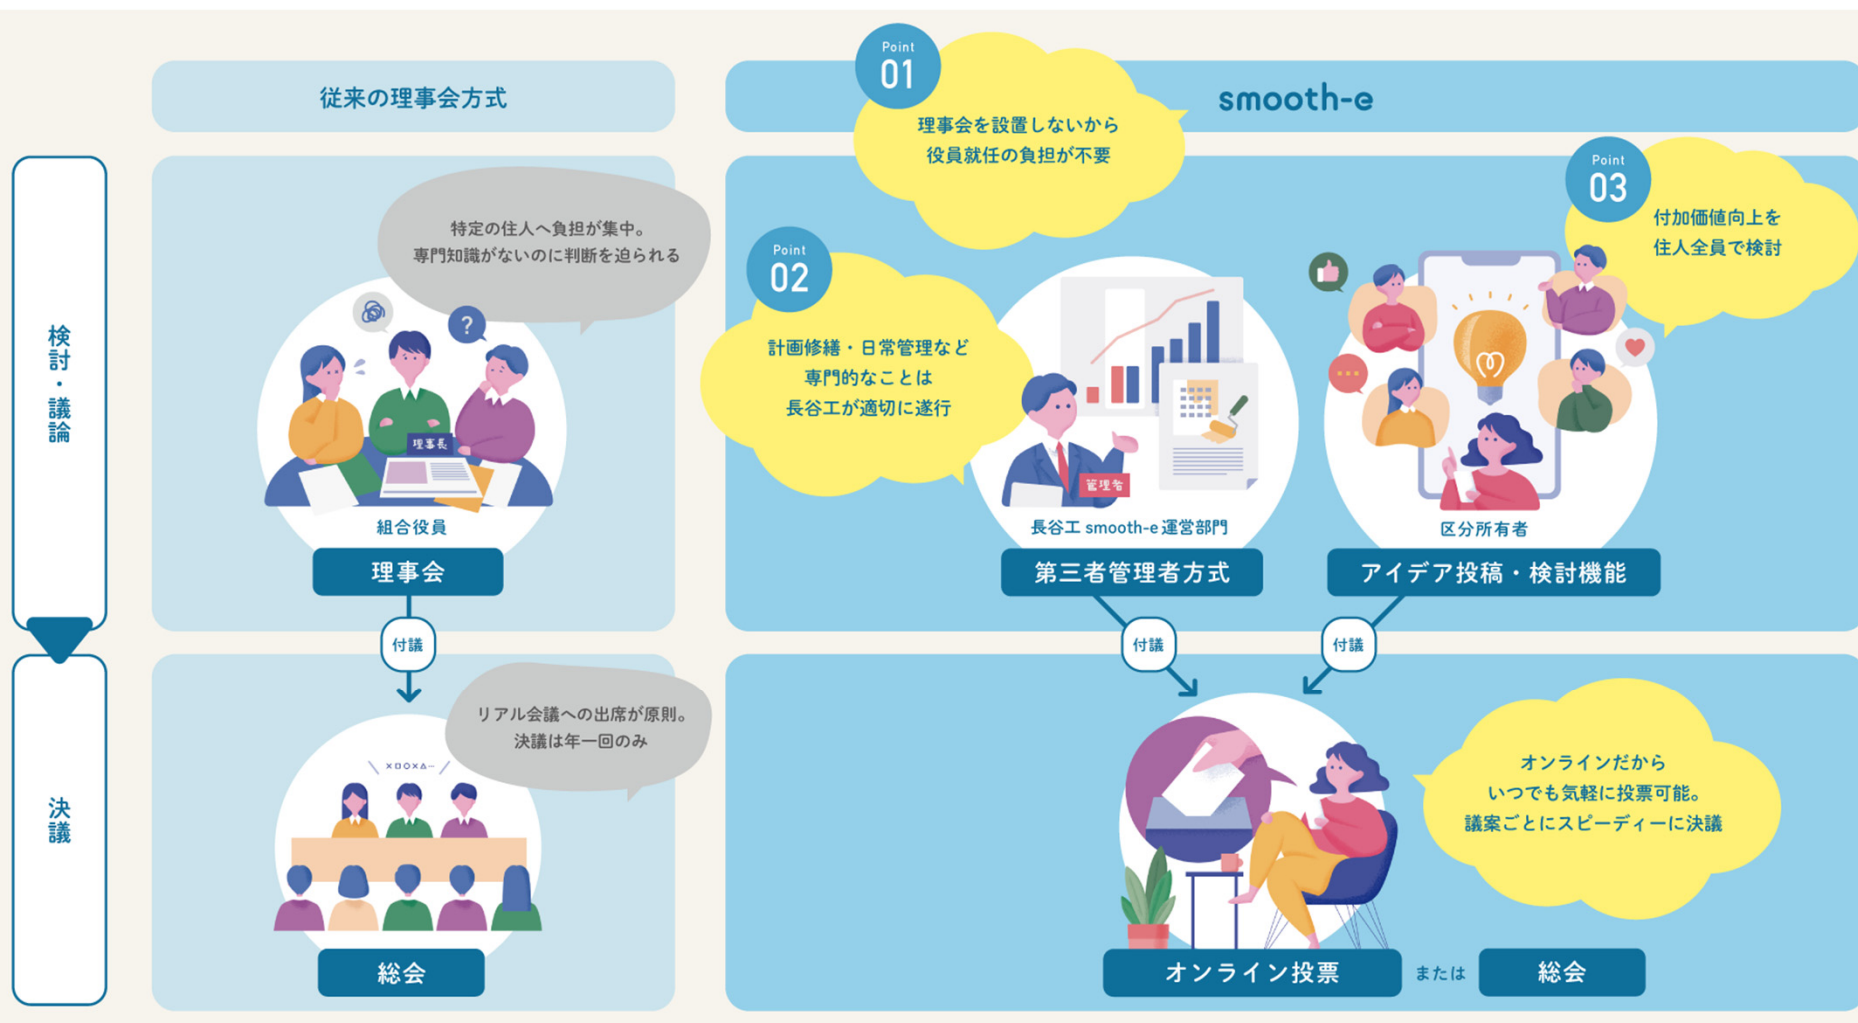 従来の理事会方式
smooth-e
検討・議論
特定の住人へ負担が集中。
専門知識がないのに判断を迫られる
?
理事長
組合役員
理事会
付議
Point
01
理事会を設置しないから
役員就任の負担が不要
Point
02
計画修繕・日常管理など
専門的なことは
長谷工が適切に遂行
管理者
長谷工 smooth-e 運営部門
第三者管理者方式
付議
Point
03
付加価値向上を
住人全員で検討
区分所有者
アイデア投稿・検討機能
付議
決議
リアル会議への出席が原則。
決議は年一回のみ
×□○×△…
総会
オンラインだから
いつでも気軽に投票可能。
議案ごとにスピーディーに決議
オンライン投票 または 総会